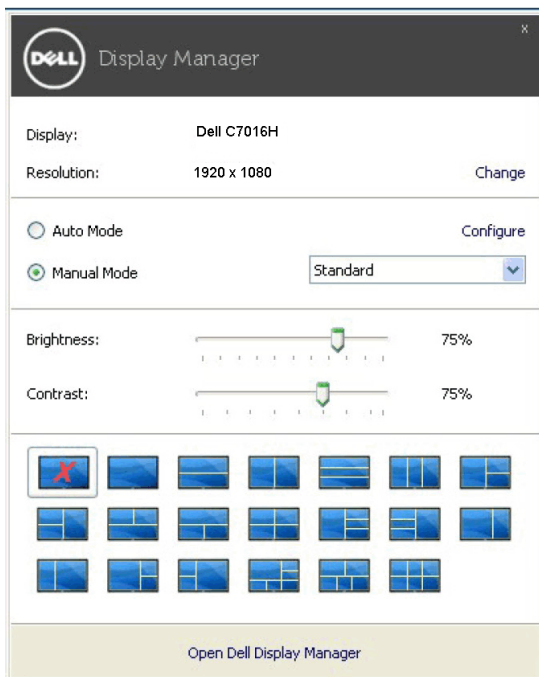 x
DELL Display Manager
Display: Dell C7016H
Resolution: 1920 x 1080 Change
Auto Mode Configure
Manual Mode Standard
Brightness: 75%
Contrast: 75%
Open Dell Display Manager